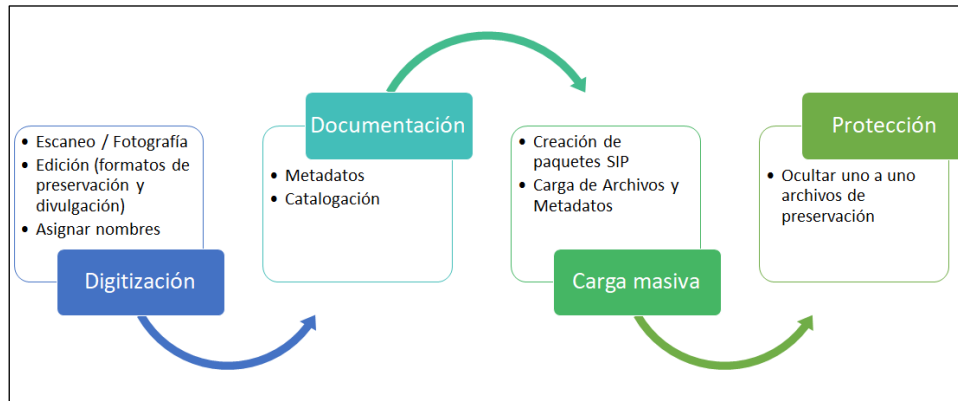 • Escaneo / Fotografía
• Edición (formatos de
preservación y
divulgación)
• Asignar nombres
Digitización
Documentación
• Metadatos
• Catalogación
• Creación de
paquetes SIP
• Carga de Archivos y
Metadatos
Carga masiva
Protección
• Ocultar uno a uno
archivos de
preservación